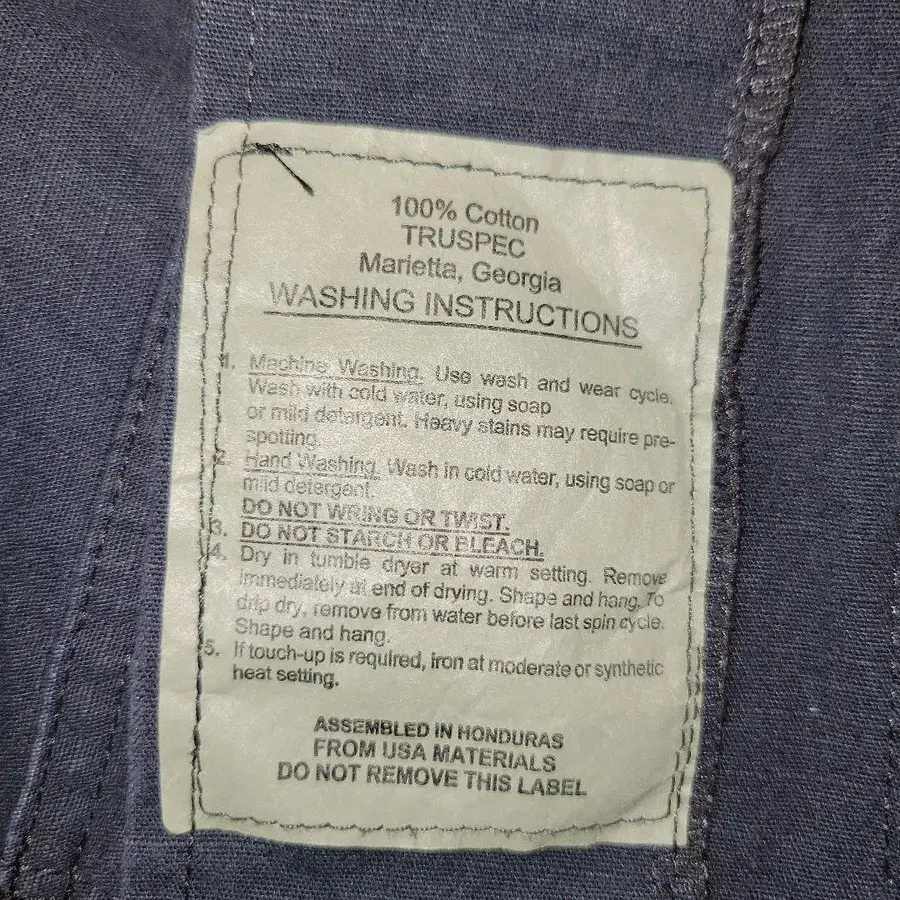 100% Cotton
TRUSPEC
Marietta, Georgia
WASHING INSTRUCTIONS
1. Machine Washing. Use wash and wear cycle.
Wash with cold water, using soap
or mild detergent. Heavy stains may require pre-
spotting.
2. Hand Washing. Wash in cold water, using soap or
mild detergent.
DO NOT WRING OR TWIST.
3. DO NOT STARCH OR BLEACH.
4. Dry in tumble dryer at warm setting. Remove
immediately at end of drying. Shape and hang. To
drip dry, remove from water before last spin cycle.
Shape and hang.
5. If touch-up is required, iron at moderate or synthetic
heat setting.
ASSEMBLED IN HONDURAS
FROM USA MATERIALS
DO NOT REMOVE THIS LABEL